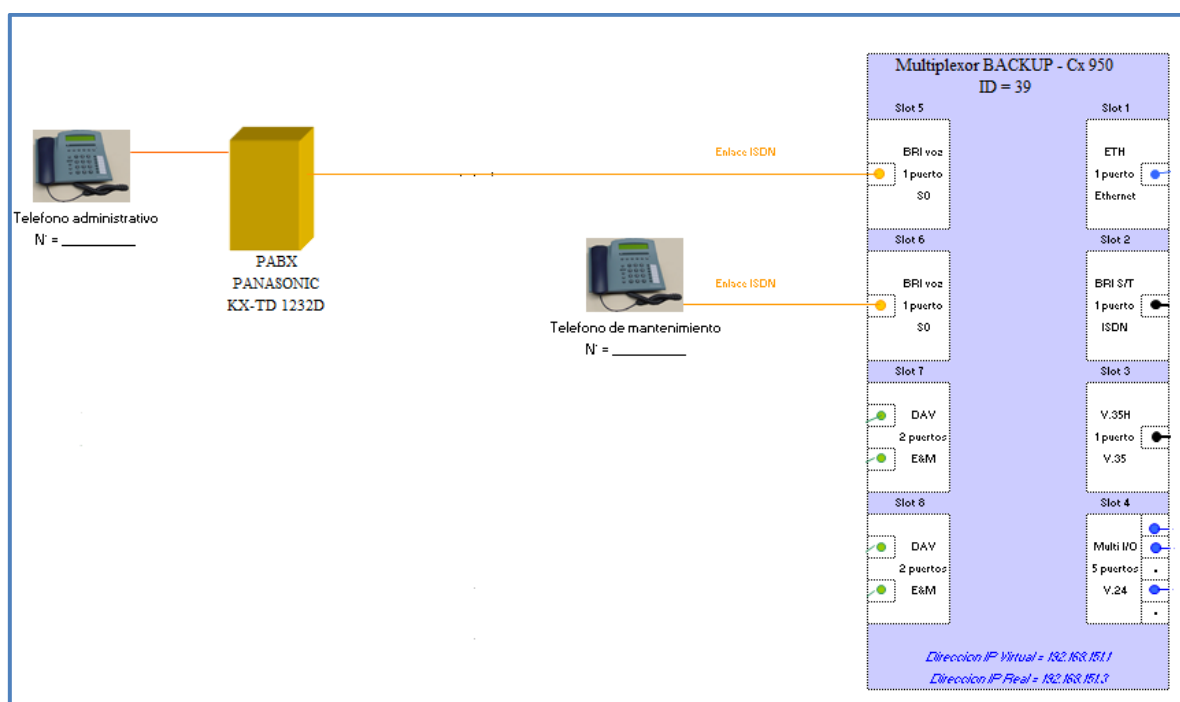 Multiplexor BACKUP - Cx 950
ID = 39
Slot 5
Slot 1
BRI voz
1 puerto
S0
ETH
1 puerto
Ethernet
Enlace ISDN
Telefono administrativo
N° = __________
PABX
PANASONIC
KX-TD 1232D
Slot 6
Slot 2
BRI voz
1 puerto
S0
BRI S/T
1 puerto
ISDN
Enlace ISDN
Telefono de mantenimiento
N° = __________
Slot 7
Slot 3
DAV
2 puertos
E&M
V.35H
1 puerto
V.35
Slot 8
Slot 4
DAV
2 puertos
E&M
Multi I/O
5 puertos
V.24
Direccion IP Virtual = 192.168.151.1
Direccion IP Real = 192.168.151.3